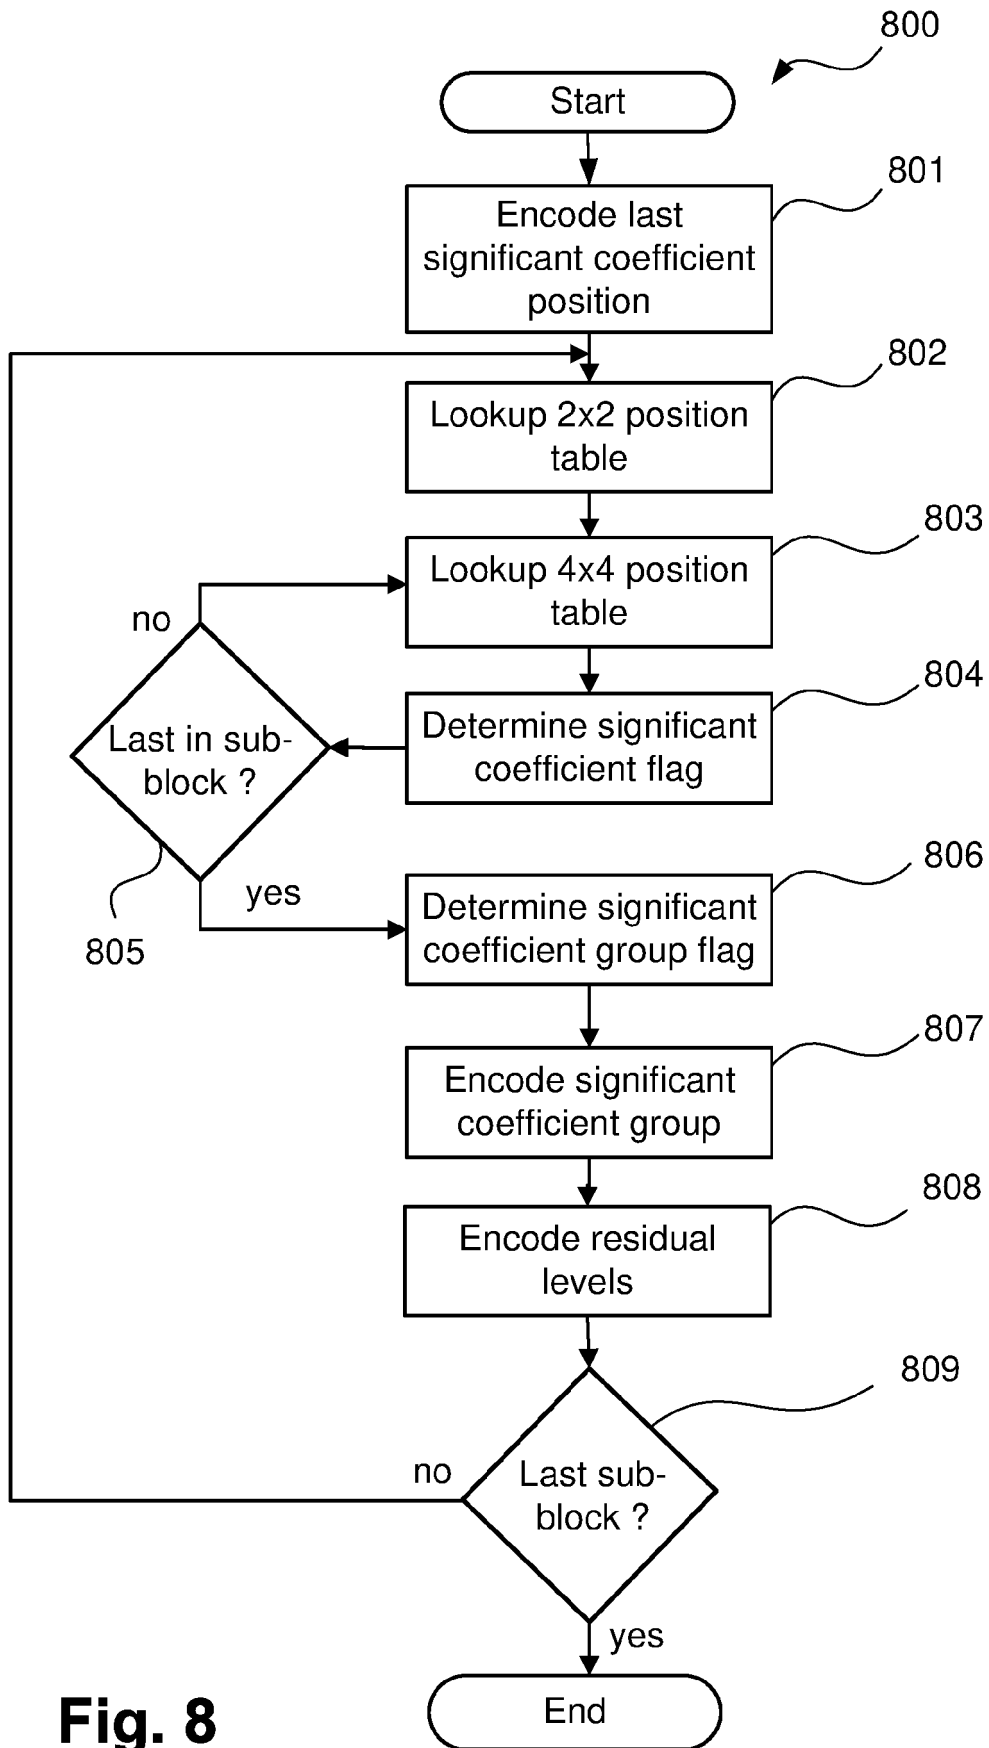 800
Start
801
Encode last
significant coefficient
position
802
Lookup 2x2 position
table
803
Lookup 4x4 position
table
no
804
Determine significant
coefficient flag
Last in sub-
block ?
805
yes
806
Determine significant
coefficient group flag
807
Encode significant
coefficient group
808
Encode residual
levels
809
no
Last sub-
block ?
yes
End
Fig. 8